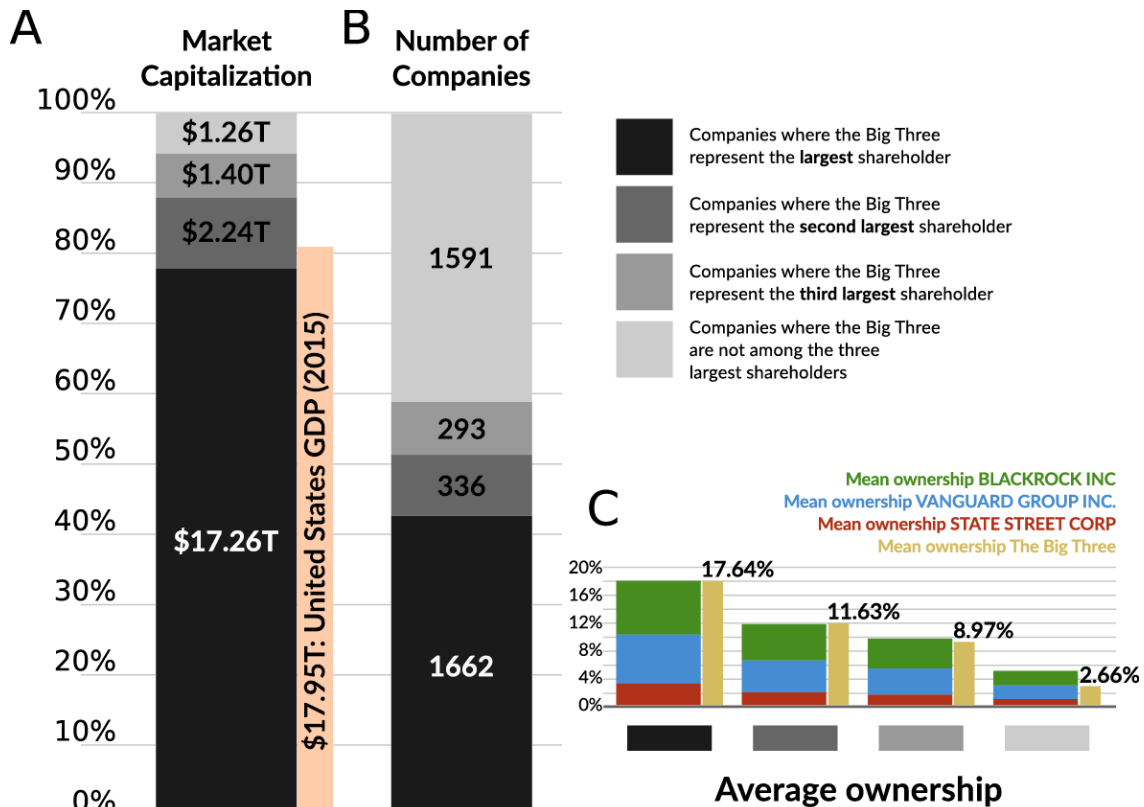 A
Market
Capitalization
B
Number of
Companies
100%
90%
80%
70%
60%
50%
40%
30%
20%
10%
0%
$1.26T
$1.40T
$2.24T
$17.26T
$17.95T: United States GDP (2015)
1591
293
336
1662
Companies where the Big Three
represent the largest shareholder
Companies where the Big Three
represent the second largest shareholder
Companies where the Big Three
represent the third largest shareholder
Companies where the Big Three
are not among the three
largest shareholders
C
Mean ownership BLACKROCK INC
Mean ownership VANGUARD GROUP INC.
Mean ownership STATE STREET CORP
Mean ownership The Big Three
20%
16%
12%
8%
4%
0%
17.64%
11.63%
8.97%
2.66%
Average ownership